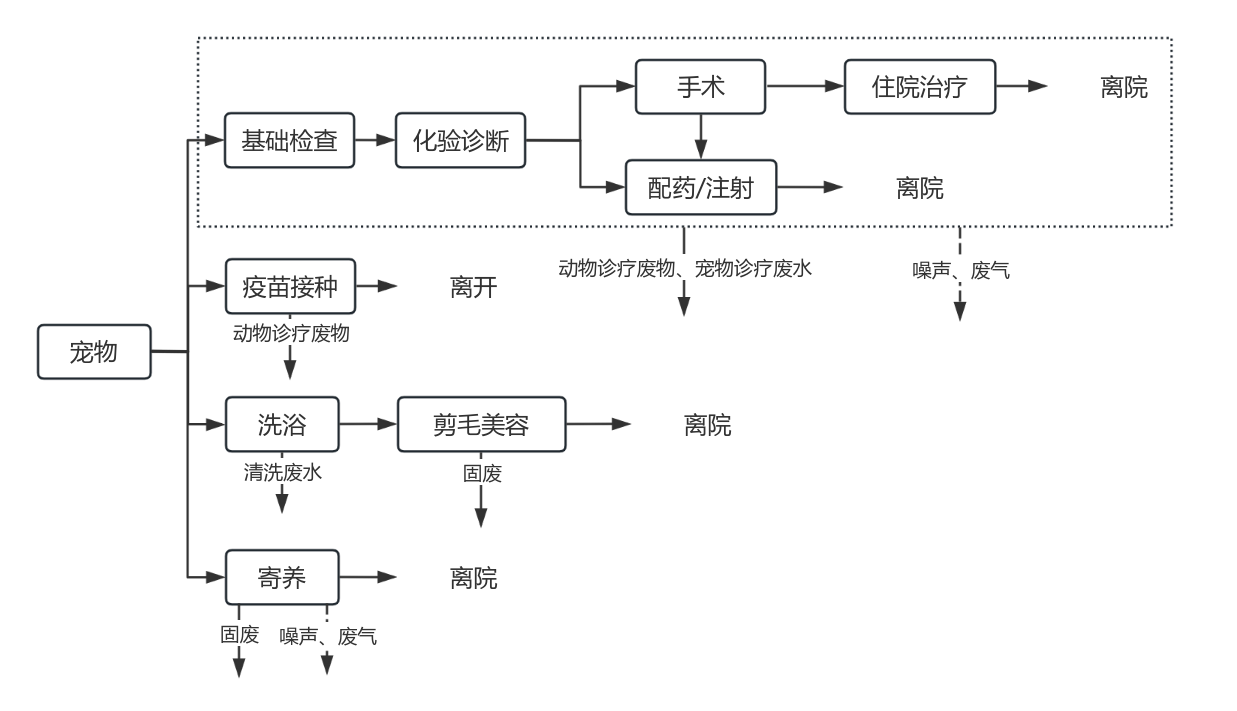 手术
住院治疗
离院
基础检查
化验诊断
配药/注射
离院
动物诊疗废物、宠物诊疗废水
噪声、废气
疫苗接种
离开
动物诊疗废物
宠物
洗浴
剪毛美容
离院
清洗废水
固废
寄养
离院
固废
噪声、废气